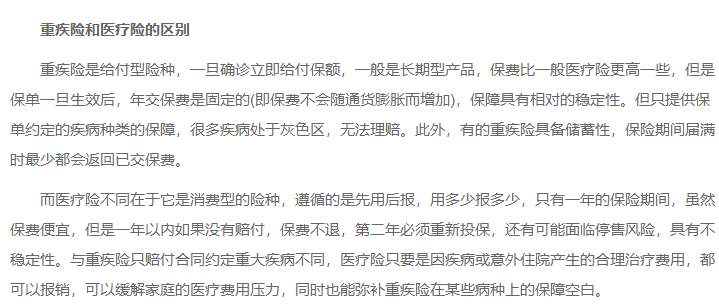 重疾险和医疗险的区别
重疾险是给付型险种，一旦确诊立即给付保额，一般是长期型产品，保费比一般医疗险更高一些，但是
保单一旦生效后，年交保费是固定的(即保费不会随通货膨胀而增加)，保障具有相对的稳定性。但只提供保
单约定的疾病种类的保障，很多疾病处于灰色区，无法理赔。此外，有的重疾险具备储蓄性，保险期间届满
时最少都会返回已交保费。
而医疗险不同在于它是消费型的险种，遵循的是先用后报，用多少报多少，只有一年的保险期间，虽然
保费便宜，但是一年以内如果没有赔付，保费不退，第二年必须重新投保，还有可能面临停售风险，具有不
稳定性。与重疾险只赔付合同约定重大疾病不同，医疗险只要是因疾病或意外住院产生的合理治疗费用，都
可以报销，可以缓解家庭的医疗费用压力，同时也能弥补重疾险在某些病种上的保障空白。